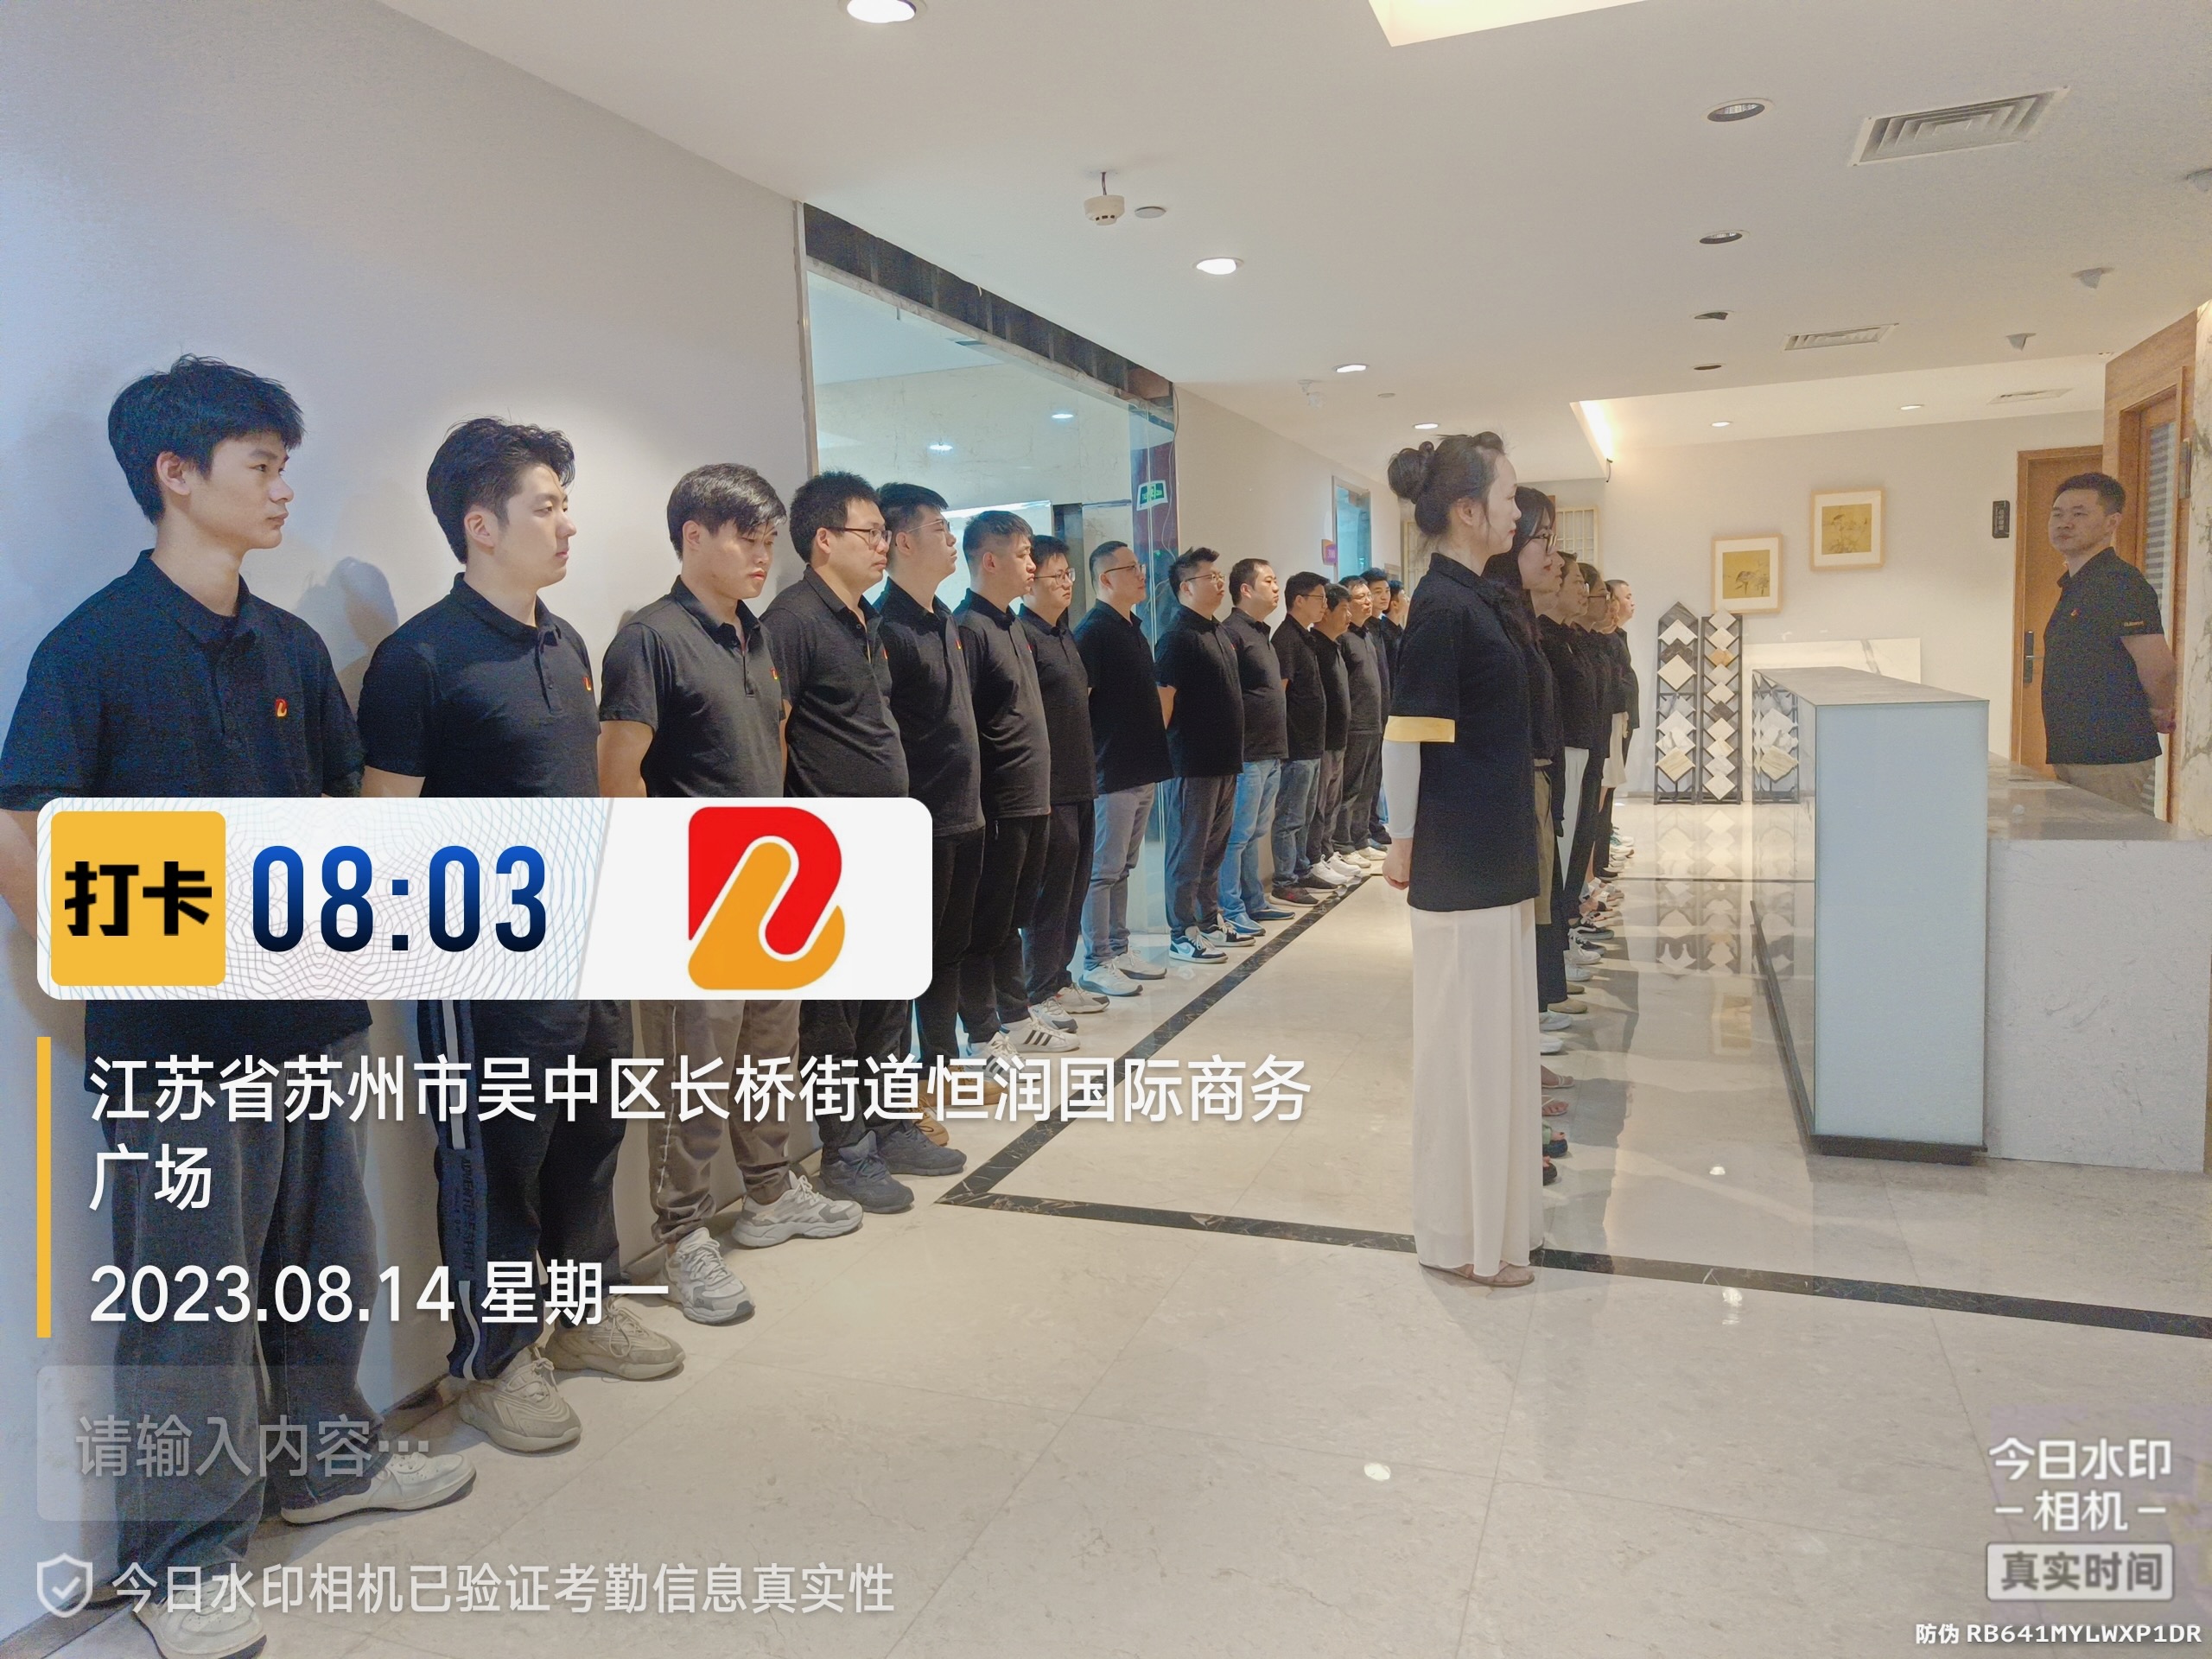 打卡
08:03
江苏省苏州市吴中区长桥街道恒润国际商务
广场
2023.08.14 星期一
请输入内容...
今日水印相机已验证考勤信息真实性
今日水印
-相机-
真实时间
防伪 RB641MYLWXP1DR